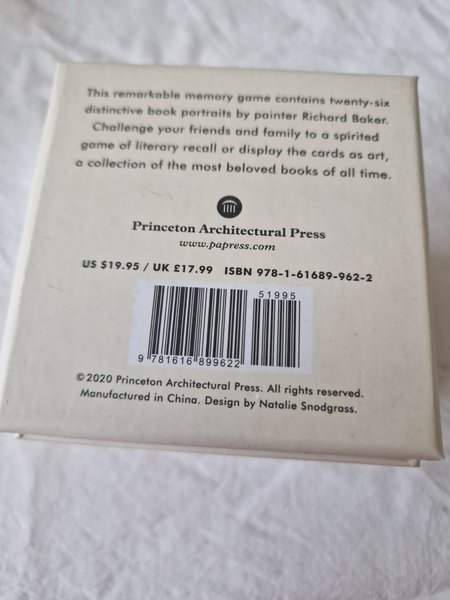 This remarkable memory game contains twenty-six
distinctive book portraits by painter Richard Baker.
Challenge your friends and family to a spirited
game of literary recall or display the cards as art,
a collection of the most beloved books of all time.
Princeton Architectural Press
www.papress.com
US $19.95 / UK £17.99 ISBN 978-1-61689-962-2
51995
9 781616 899622
©2020 Princeton Architectural Press. All rights reserved.
Manufactured in China. Design by Natalie Snodgrass.